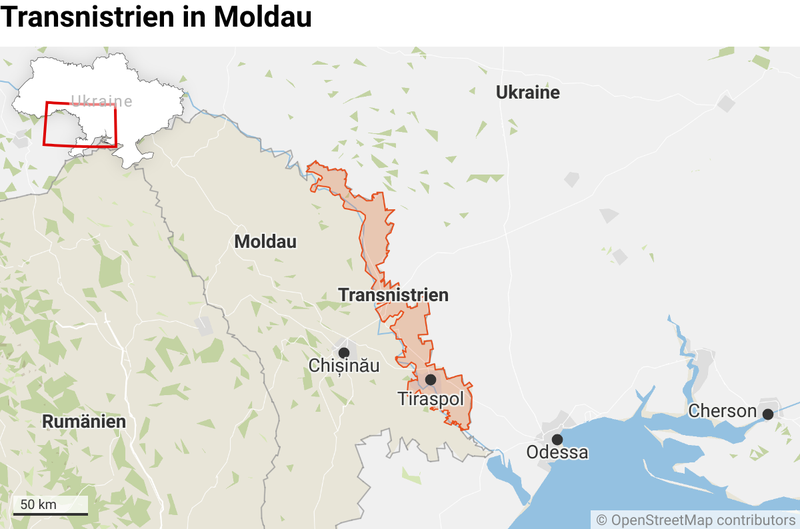 Transnistrien in Moldau
Ukraine
Ukraine
Moldau
Transnistrien
Chișinău
Tiraspol
Cherson
Rumänien
Odessa
50 km
© OpenStreetMap contributors